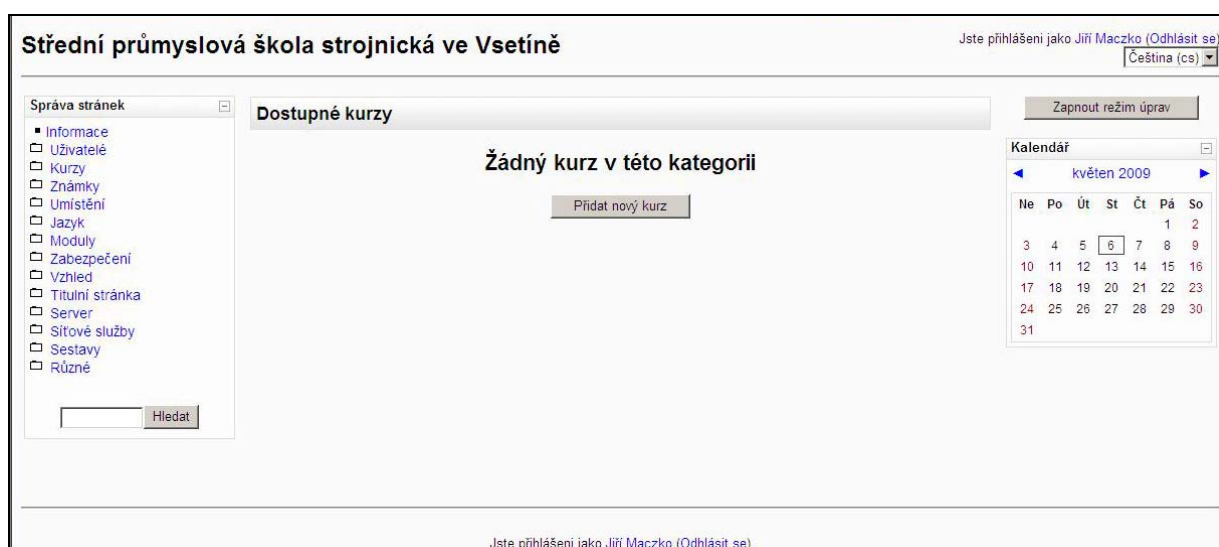 Střední průmyslová škola strojnická ve Vsetíně
Jste přihlášeni jako Jiří Maczko (Odhlásit se)
Čeština (cs)
Správa stránek
Informace
Uživatelé
Kurzy
Známky
Umístění
Jazyk
Moduly
Zabezpečení
Vzhled
Titulní stránka
Server
Síťové služby
Sestavy
Různé
Hledat
Dostupné kurzy
Žádný kurz v této kategorii
Přidat nový kurz
Zapnout režim úprav
Kalendář
květen 2009
Ne Po Út St Čt Pá So
1 2
3 4 5 6 7 8 9
10 11 12 13 14 15 16
17 18 19 20 21 22 23
24 25 26 27 28 29 30
31
Jste přihlášeni jako Jiří Maczko (Odhlásit se)